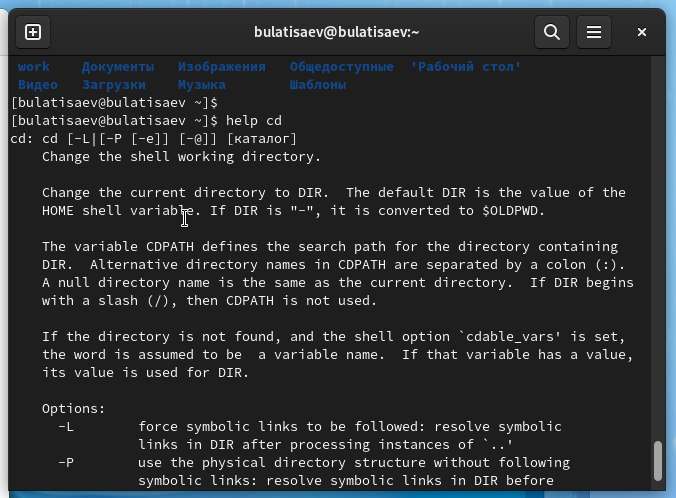 bulatisaev@bulatisaev:~
work Документы Изображения Общедоступные 'Рабочий стол'
Видео Загрузки Музыка Шаблоны
[bulatisaev@bulatisaev ~]$
[bulatisaev@bulatisaev ~]$ help cd
cd: cd [-L|[-P [-e]] [-@]] [каталог]
Change the shell working directory.
Change the current directory to DIR.  The default DIR is the value of the
HOME shell variable. If DIR is "-", it is converted to $OLDPWD.
The variable CDPATH defines the search path for the directory containing
DIR.  Alternative directory names in CDPATH are separated by a colon (:).
A null directory name is the same as the current directory.  If DIR begins
with a slash (/), then CDPATH is not used.
If the directory is not found, and the shell option `cdable_vars' is set,
the word is assumed to be  a variable name.  If that variable has a value,
its value is used for DIR.
Options:
-L force symbolic links to be followed: resolve symbolic
links in DIR after processing instances of `..'
-P use the physical directory structure without following
symbolic links: resolve symbolic links in DIR before